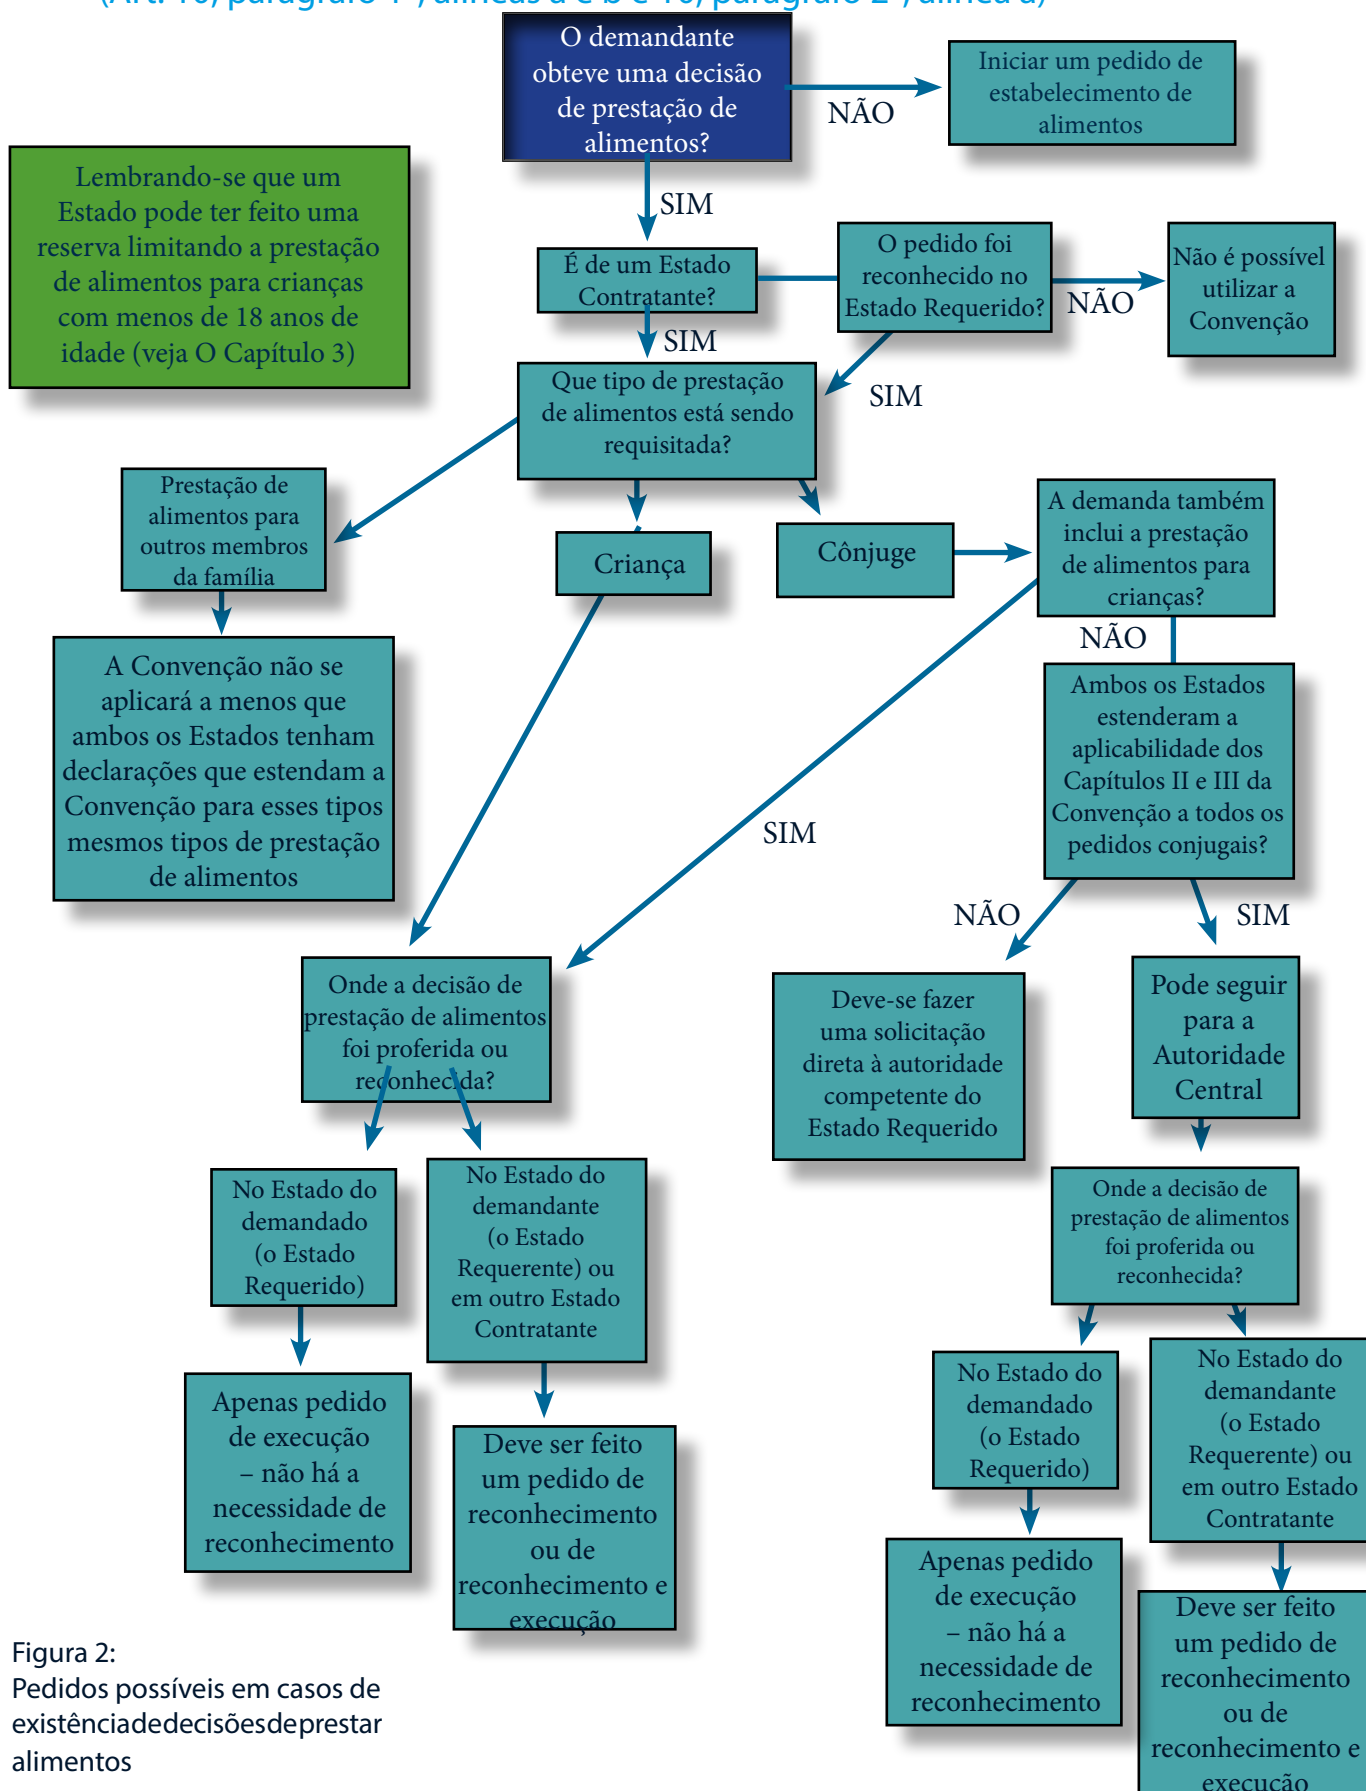 (Art. 10, parágrafo 1º, alíneas a e b e 10, parágrafo 2º, alínea a)
O demandante
obteve uma decisão
de prestação de
alimentos?
NÃO
Iniciar um pedido de
estabelecimento de
alimentos
Lembrando-se que um
Estado pode ter feito uma
reserva limitando a prestação
de alimentos para crianças
com menos de 18 anos de
idade (veja O Capítulo 3)
SIM
É de um Estado
Contratante?
O pedido foi
reconhecido no
Estado Requerido?
NÃO
Não é possível
utilizar a
Convenção
SIM
SIM
Que tipo de prestação
de alimentos está sendo
requisitada?
Prestação de
alimentos para
outros membros
da família
Criança
Cônjuge
A demanda também
inclui a prestação
de alimentos para
crianças?
NÃO
A Convenção não se
aplicará a menos que
ambos os Estados tenham
declarações que estendam a
Convenção para esses tipos
mesmos tipos de prestação
de alimentos
Ambos os Estados
estenderam a
aplicabilidade dos
Capítulos II e III da
Convenção a todos os
pedidos conjugais?
SIM
NÃO
SIM
Onde a decisão de
prestação de alimentos
foi proferida ou
reconhecida?
Deve-se fazer
uma solicitação
direta à autoridade
competente do
Estado Requerido
Pode seguir
para a
Autoridade
Central
No Estado do
demandado
(o Estado
Requerido)
No Estado do
demandante
(o Estado
Requerente) ou
em outro Estado
Contratante
Onde a decisão de
prestação de alimentos
foi proferida ou
reconhecida?
Apenas pedido
de execução
– não há a
necessidade de
reconhecimento
Deve ser feito
um pedido de
reconhecimento
ou de
reconhecimento e
execução
No Estado do
demandado
(o Estado
Requerido)
No Estado do
demandante
(o Estado
Requerente) ou
em outro Estado
Contratante
Apenas pedido
de execução
– não há a
necessidade de
reconhecimento
Deve ser feito
um pedido de
reconhecimento
ou de
reconhecimento e
execução
Figura 2:
Pedidos possíveis em casos de
existênciadedecisõesdeprestar
alimentos